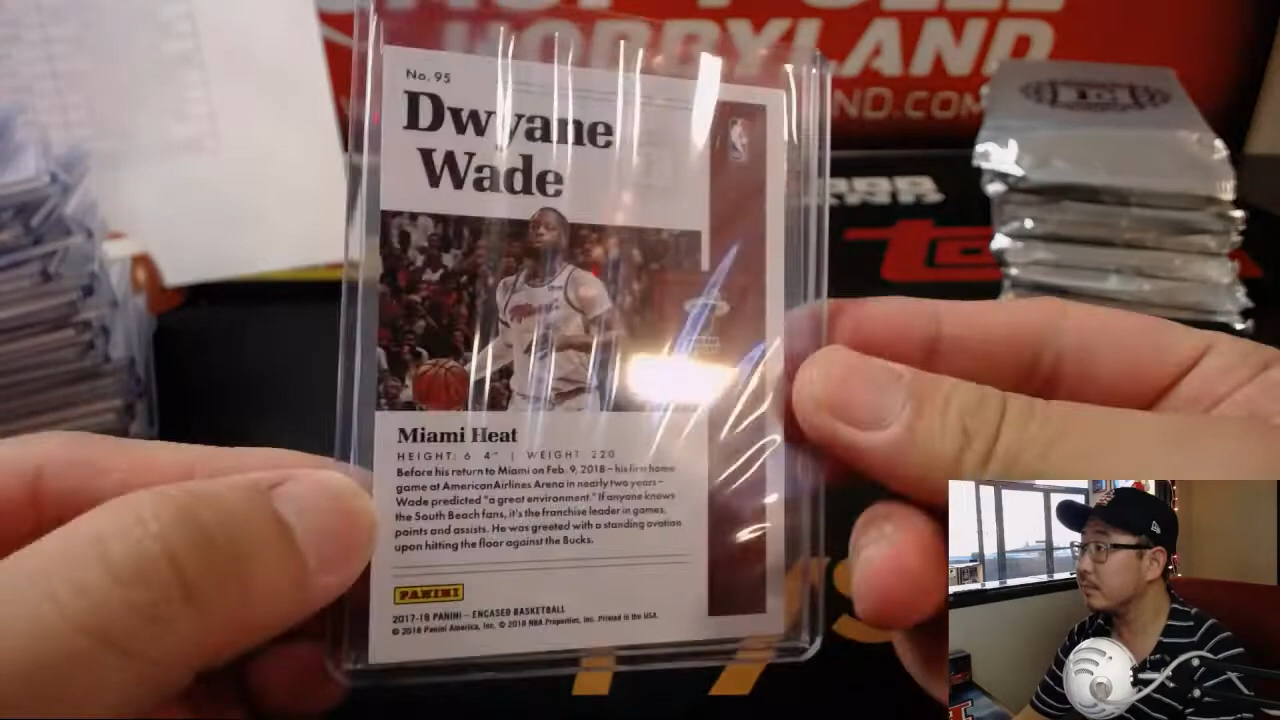 HOBBYLAND
ND.COM
No. 95
Dwyane
Wade
Miami Heat
HEIGHT: 6' 4" | WEIGHT: 220
Before his return to Miami on Feb. 9, 2018 – his first home
game at AmericanAirlines Arena in nearly two years –
Wade predicted "a great environment." If anyone knows
the South Beach fans, it's the franchise leader in games,
points and assists. He was greeted with a standing ovation
upon hitting the floor against the Bucks.
PANINI
2017-18 PANINI – ENCASED BASKETBALL
© 2018 Panini America, Inc. © 2018 NBA Properties, Inc. Printed in the USA.